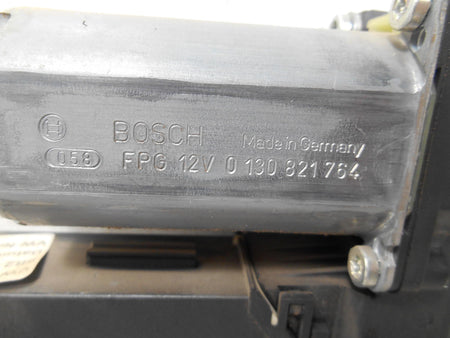 BOSCH Made in Germany
058 FPG 12V 0 130 821 764